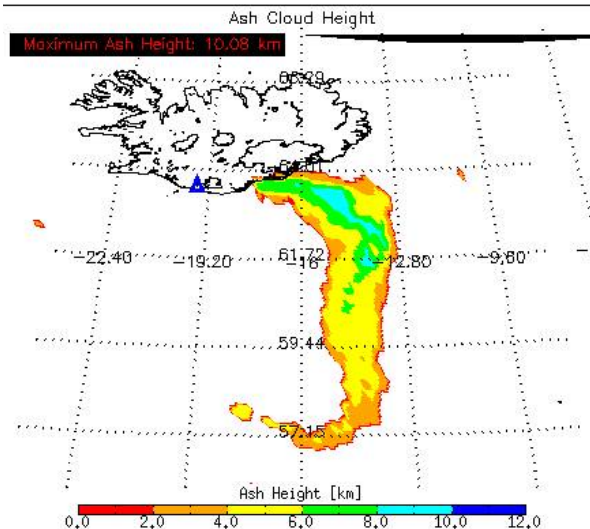 Ash Cloud Height
Maximum Ash Height: 10.08 km
66.29
-22.40 -19.20 -16 -12.80 -9.60
61.72
59.44
57.15
Ash Height [km]
0.0 2.0 4.0 6.0 8.0 10.0 12.0